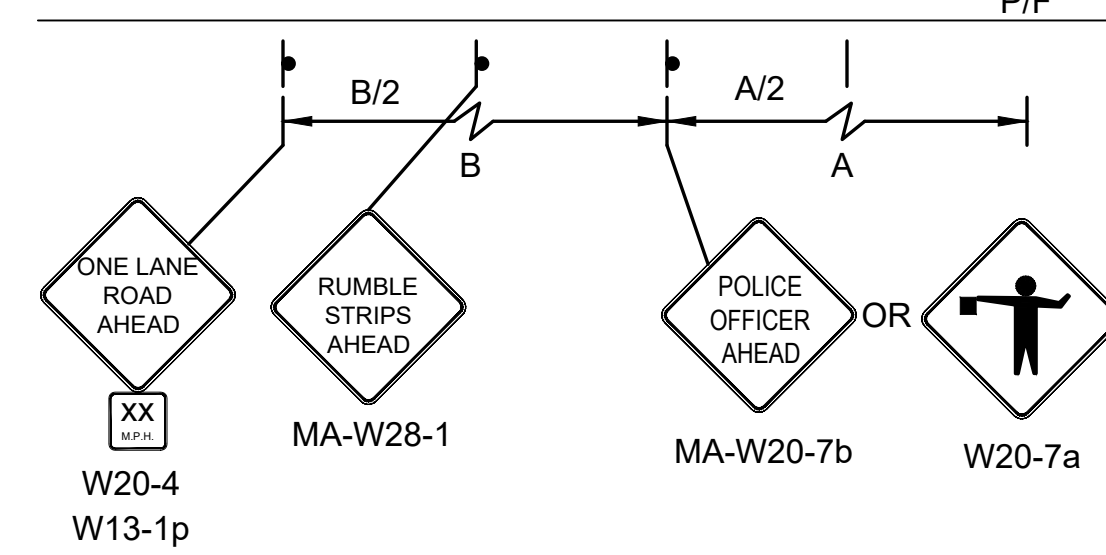 P/F
B/2
A/2
B
A
ONE LANE
ROAD
AHEAD
XX
M.P.H.
W20-4
W13-1p
RUMBLE
STRIPS
AHEAD
MA-W28-1
POLICE
OFFICER
AHEAD
MA-W20-7b
OR
W20-7a